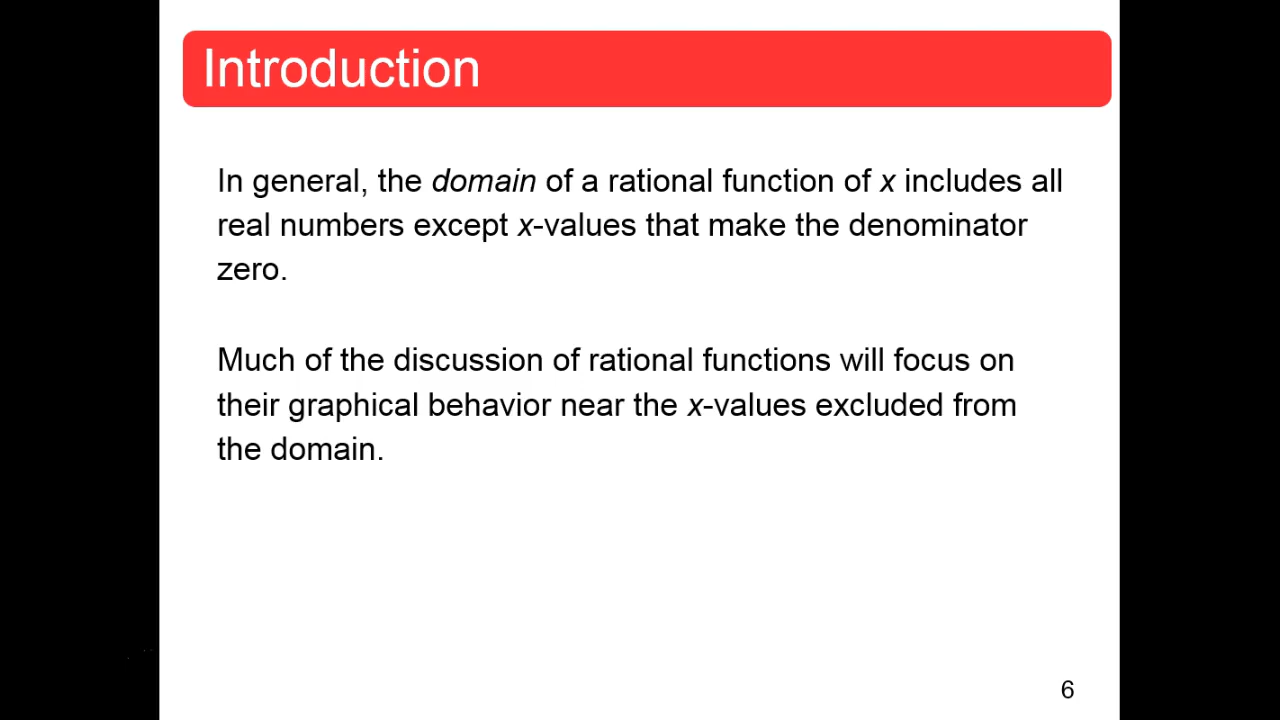 Introduction
In general, the domain of a rational function of x includes all
real numbers except x-values that make the denominator
zero.
Much of the discussion of rational functions will focus on
their graphical behavior near the x-values excluded from
the domain.
6